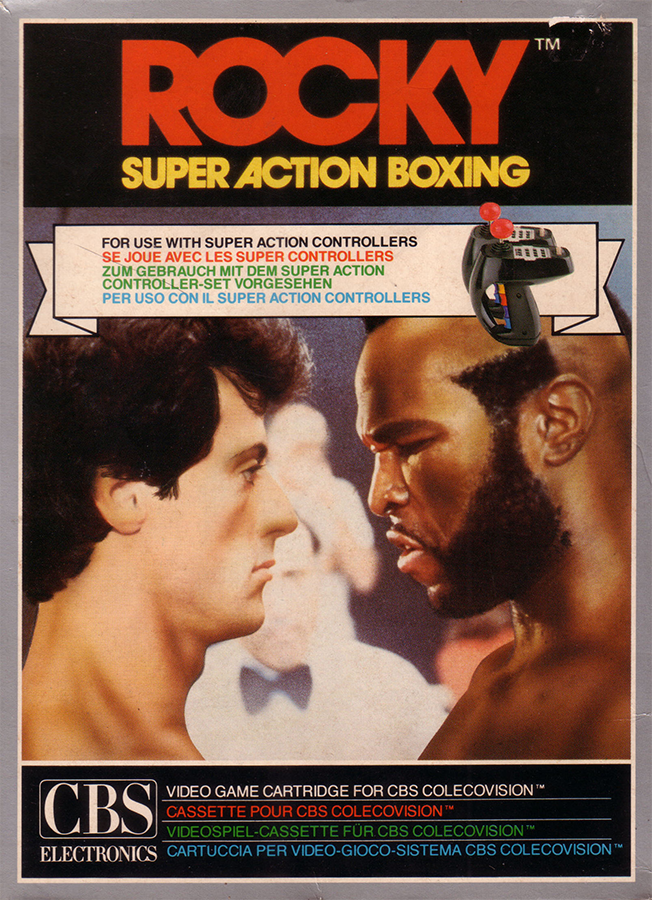 ROCKY™
SUPER ACTION BOXING
FOR USE WITH SUPER ACTION CONTROLLERS
SE JOUE AVEC LES SUPER CONTROLLERS
ZUM GEBRAUCH MIT DEM SUPER ACTION
CONTROLLER-SET VORGESEHEN
PER USO CON IL SUPER ACTION CONTROLLERS
CBS
ELECTRONICS
VIDEO GAME CARTRIDGE FOR CBS COLECOVISION™
CASSETTE POUR CBS COLECOVISION™
VIDEOSPIEL-CASSETTE FÜR CBS COLECOVISION™
CARTUCCIA PER VIDEO-GIOCO-SISTEMA CBS COLECOVISION™